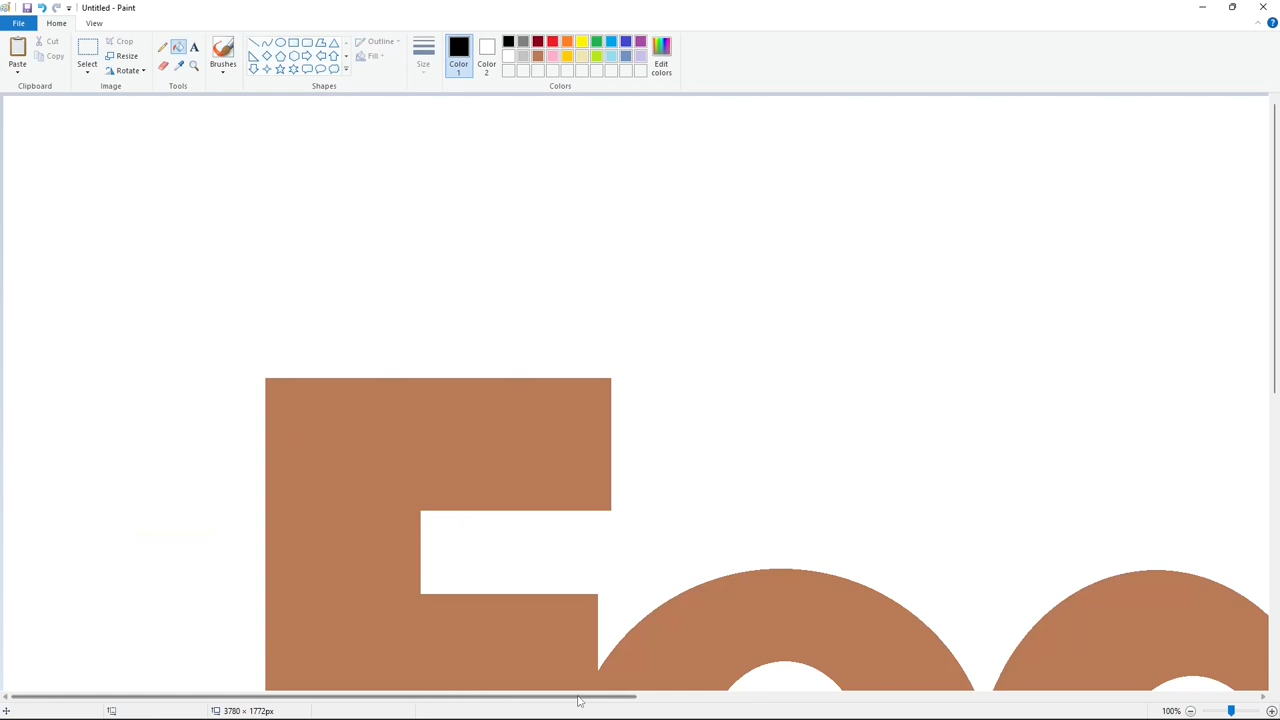 Untitled - Paint
File
Home
View
Paste
Cut
Copy
Clipboard
Select
Crop
Resize
Rotate
Image
Tools
Brushes
Shapes
Outline
Fill
Size
Color 1
Color 2
Edit colors
Colors
3780 × 1772px
100%